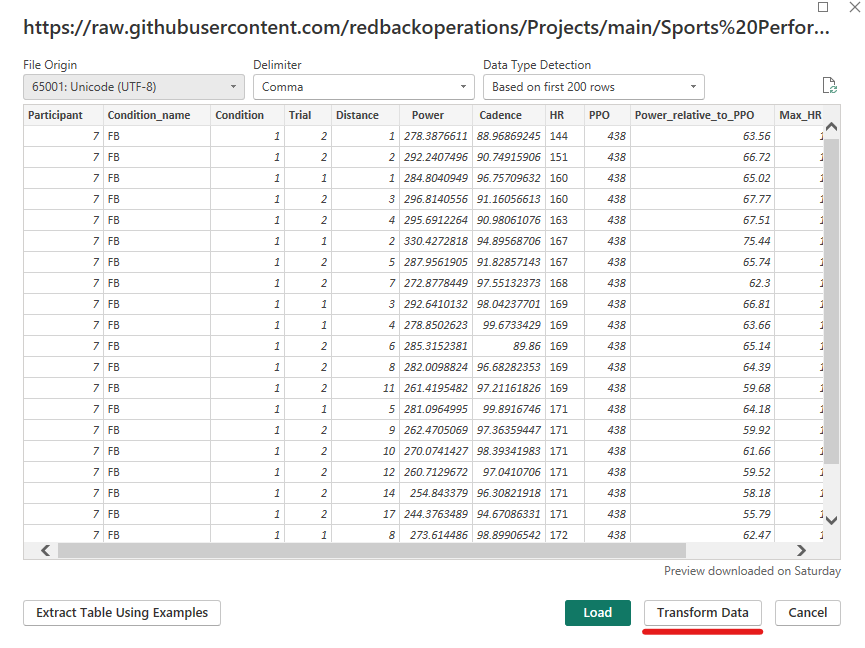 https://raw.githubusercontent.com/redbackoperations/Projects/main/Sports%20Perfor...
File Origin Delimiter Data Type Detection
65001: Unicode (UTF-8) Comma Based on first 200 rows
Participant Condition_name Condition Trial Distance Power Cadence HR PPO Power_relative_to_PPO Max_HR
7 FB 1 2 1 278.3876611 88.96869245 144 438 63.56 1
7 FB 1 2 2 292.2407496 90.74915906 151 438 66.72 1
7 FB 1 1 1 284.8040949 96.75709632 160 438 65.02 1
7 FB 1 2 3 296.8140556 91.16056613 160 438 67.77 1
7 FB 1 2 4 295.6912264 90.98061076 163 438 67.51 1
7 FB 1 1 2 330.4272818 94.89568706 167 438 75.44 1
7 FB 1 2 5 287.9561905 91.82857143 167 438 65.74 1
7 FB 1 2 7 272.8778449 97.55132373 168 438 62.3 1
7 FB 1 1 3 292.6410132 98.04237701 169 438 66.81 1
7 FB 1 1 4 278.8502623 99.6733429 169 438 63.66 1
7 FB 1 2 6 285.3152381 89.86 169 438 65.14 1
7 FB 1 2 8 282.0098824 96.68282353 169 438 64.39 1
7 FB 1 2 11 261.4195482 97.21161826 169 438 59.68 1
7 FB 1 1 5 281.0964995 99.8916746 171 438 64.18 1
7 FB 1 2 9 262.4705069 97.36359447 171 438 59.92 1
7 FB 1 2 10 270.0741427 98.39341983 171 438 61.66 1
7 FB 1 2 12 260.7129672 97.0410706 171 438 59.52 1
7 FB 1 2 14 254.843379 96.30821918 171 438 58.18 1
7 FB 1 2 17 244.3763489 94.67086331 171 438 55.79 1
7 FB 1 1 8 273.614486 98.89906542 172 438 62.47 1
Preview downloaded on Saturday
Extract Table Using Examples Load Transform Data Cancel